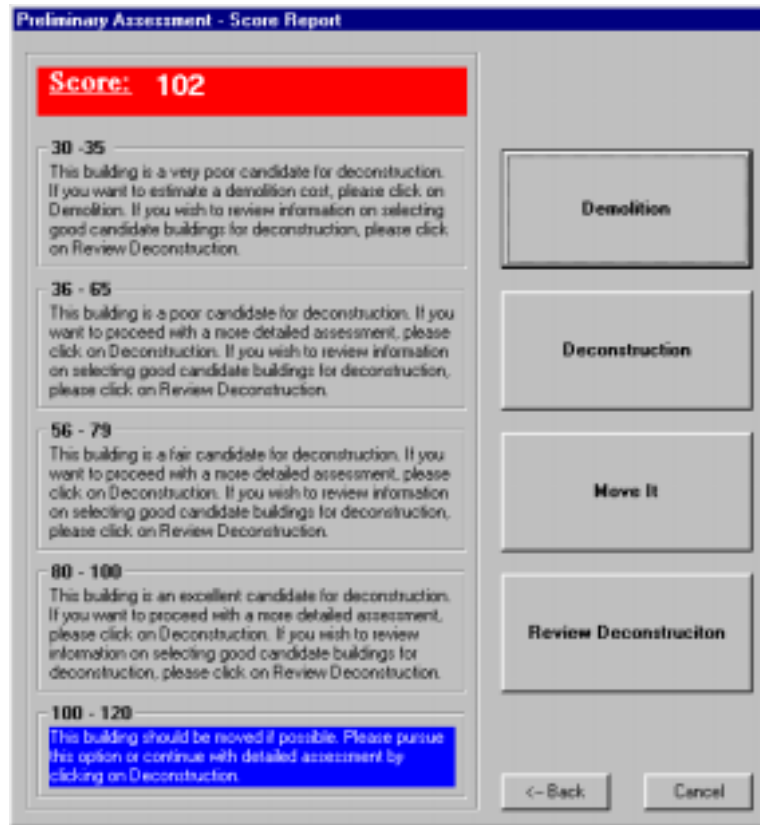 Preliminary Assessment - Score Report
Score: 102
30 -35
This building is a very poor candidate for deconstruction.
If you want to estimate a demolition cost, please click on
Demolition. If you wish to review information on selecting
good candidate buildings for deconstruction, please click
on Review Deconstruction.
36 - 65
This building is a poor candidate for deconstruction. If you
want to proceed with a more detailed assessment, please
click on Deconstruction. If you wish to review information
on selecting good candidate buildings for deconstruction,
please click on Review Deconstruction.
56 - 79
This building is a fair candidate for deconstruction. If you
want to proceed with a more detailed assessment, please
click on Deconstruction. If you wish to review information
on selecting good candidate buildings for deconstruction,
please click on Review Deconstruction.
80 - 100
This building is an excellent candidate for deconstruction.
If you want to proceed with a more detailed assessment,
please click on Deconstruction. If you wish to review
information on selecting good candidate buildings for
deconstruction, please click on Review Deconstruction.
100 - 120
This building should be moved if possible. Please pursue
this option or continue with detailed assessment by
clicking on Deconstruction.
Demolition
Deconstruction
Move It
Review Deconstruciton
<-- Back
Cancel